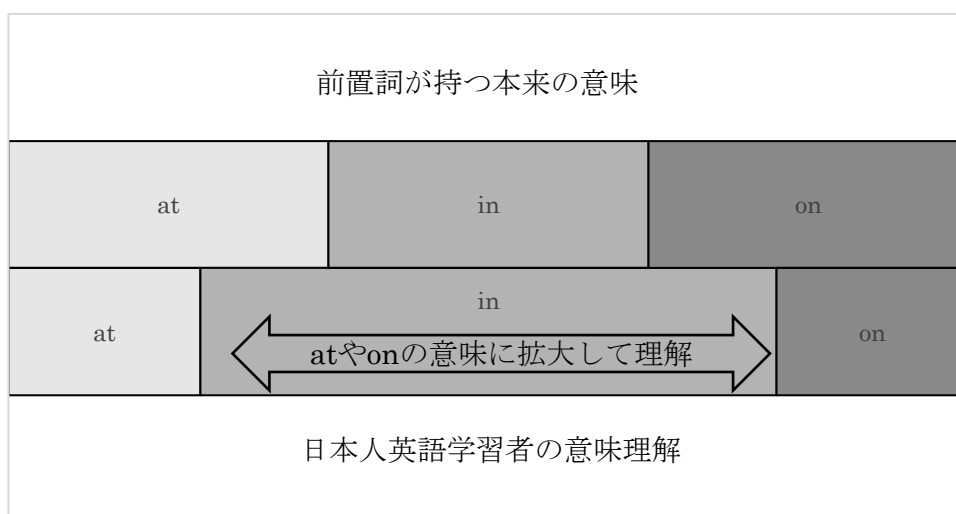 前置詞が持つ本来の意味
at in on
at in on
atやonの意味に拡大して理解
日本人英語学習者の意味理解